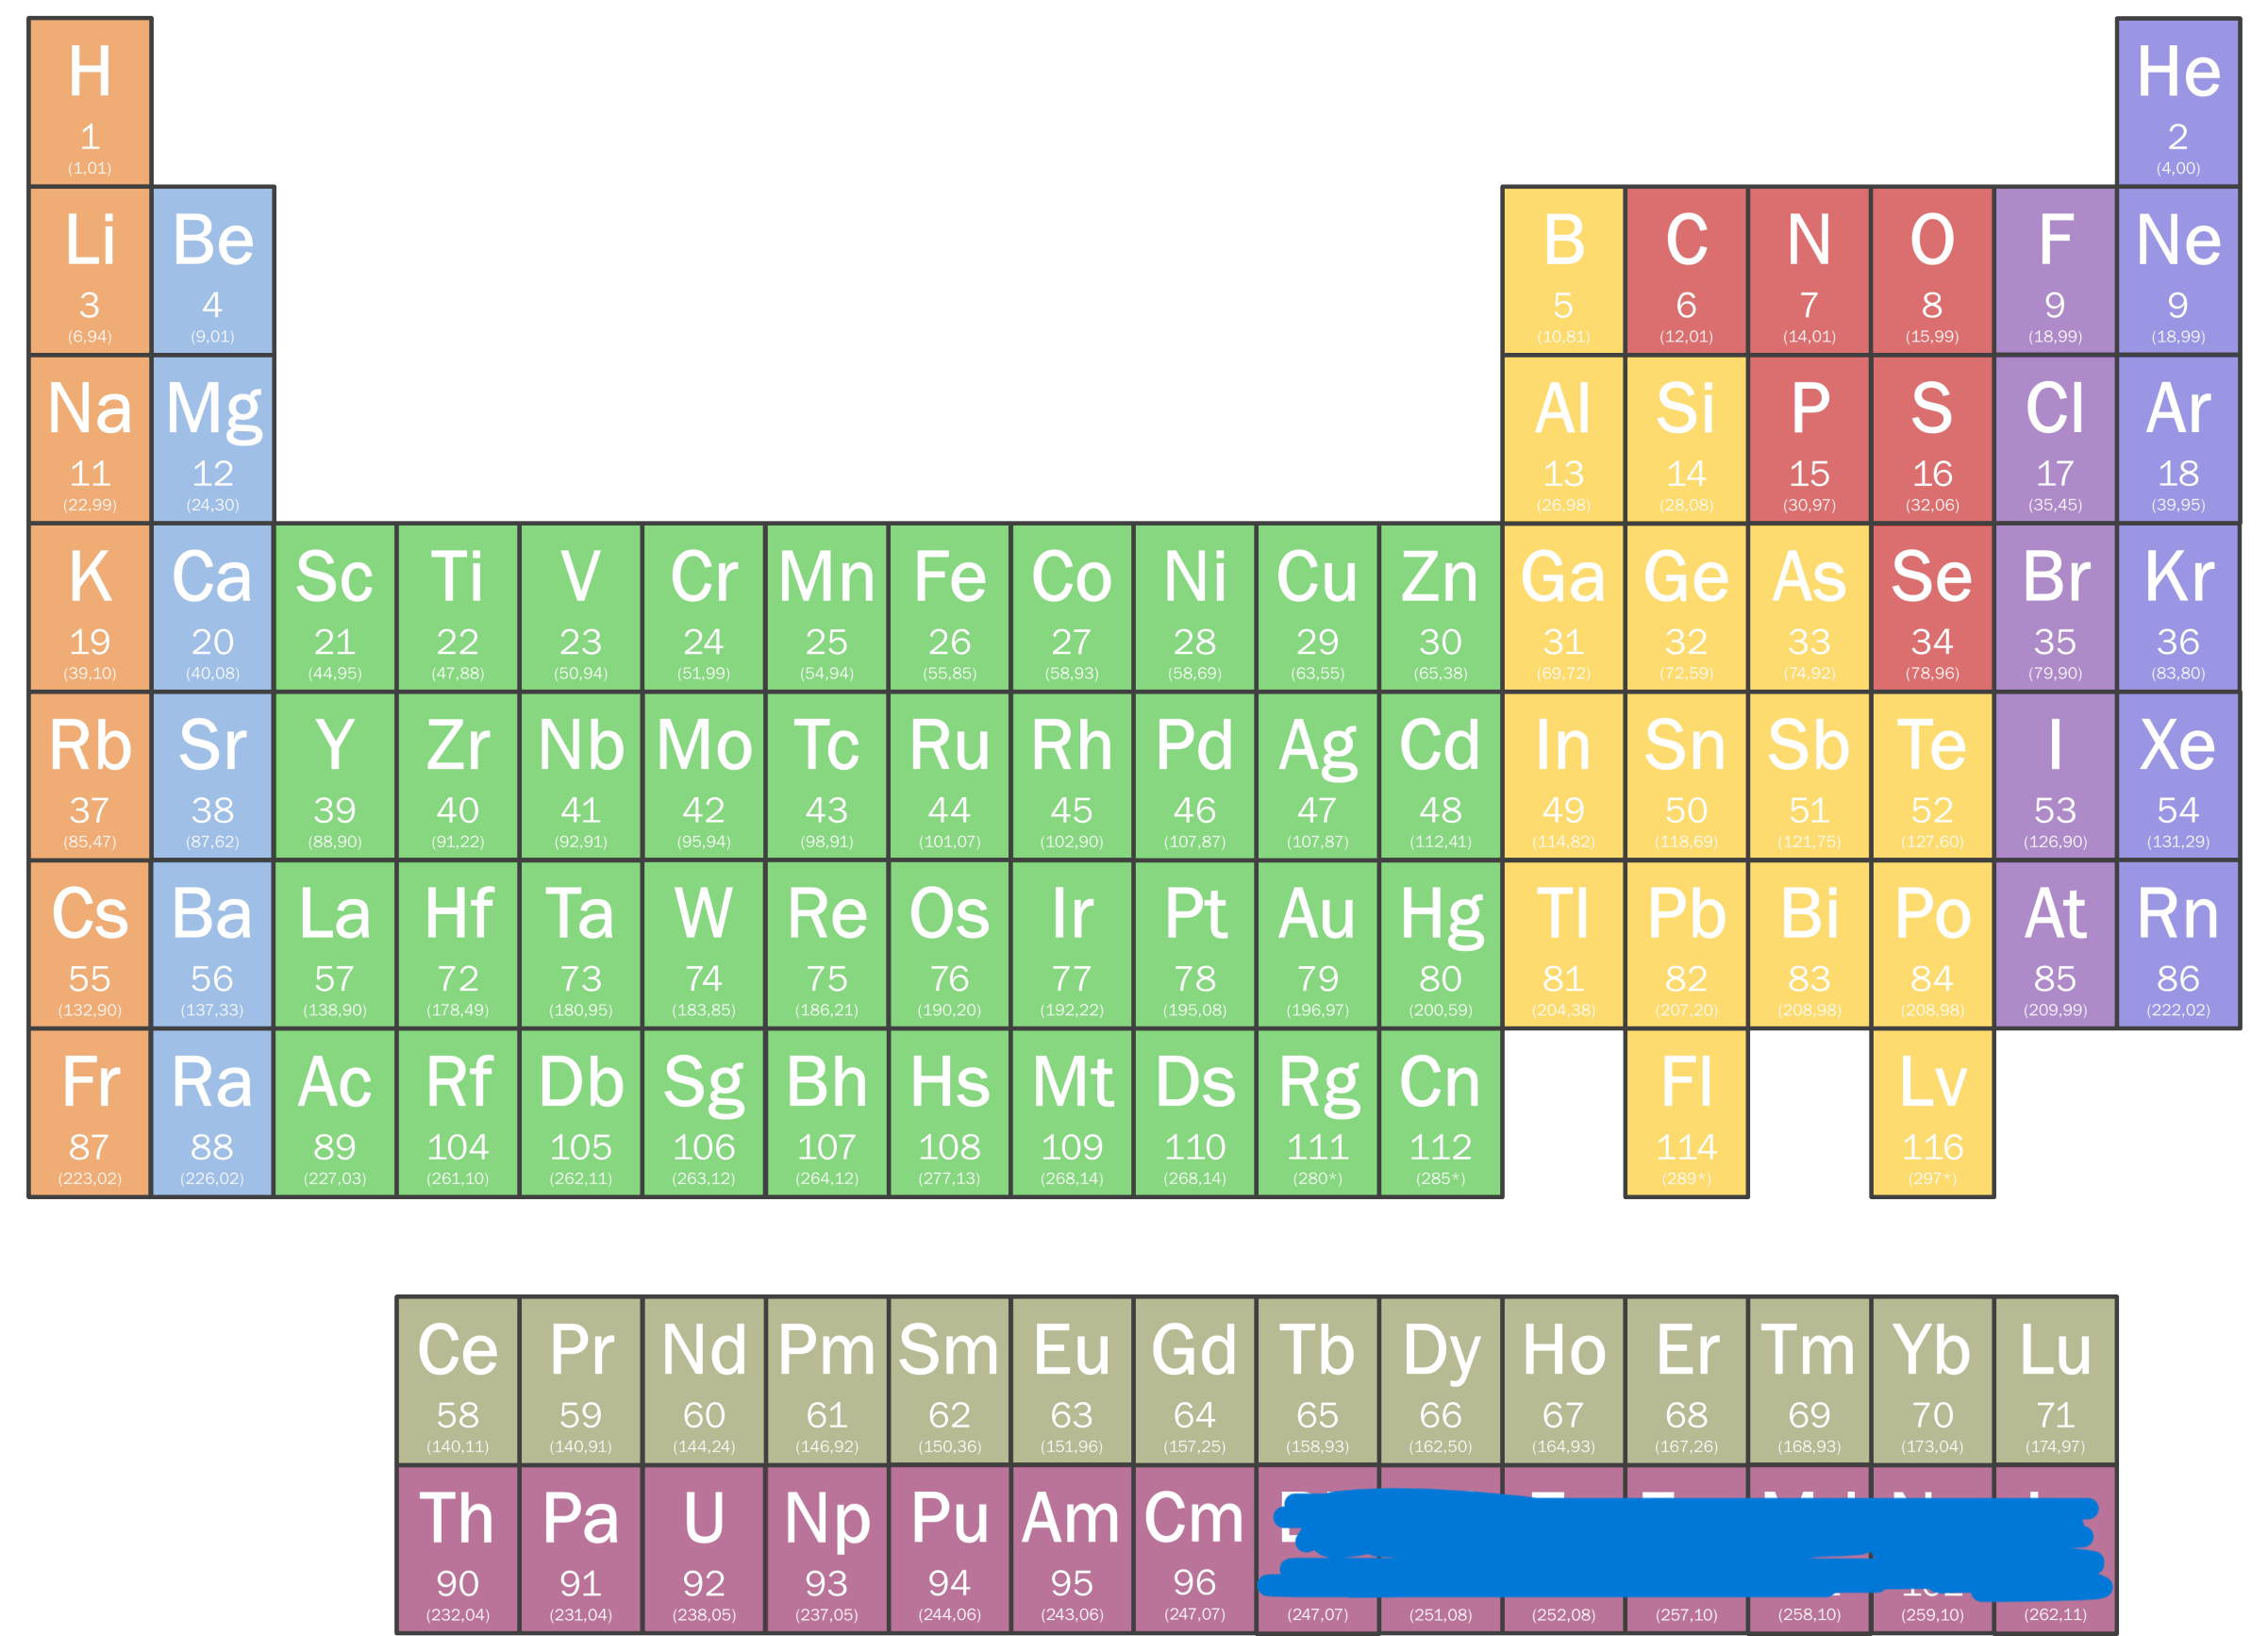 H He
1 2
(1,01) (4,00)
Li Be B C N O F Ne
3 4 5 6 7 8 9 9
(6,94) (9,01) (10,81) (12,01) (14,01) (15,99) (18,99) (18,99)
Na Mg Al Si P S Cl Ar
11 12 13 14 15 16 17 18
(22,99) (24,30) (26,98) (28,08) (30,97) (32,06) (35,45) (39,95)
K Ca Sc Ti V Cr Mn Fe Co Ni Cu Zn Ga Ge As Se Br Kr
19 20 21 22 23 24 25 26 27 28 29 30 31 32 33 34 35 36
(39,10) (40,08) (44,95) (47,88) (50,94) (51,99) (54,94) (55,85) (58,93) (58,69) (63,55) (65,38) (69,72) (72,59) (74,92) (78,96) (79,90) (83,80)
Rb Sr Y Zr Nb Mo Tc Ru Rh Pd Ag Cd In Sn Sb Te I Xe
37 38 39 40 41 42 43 44 45 46 47 48 49 50 51 52 53 54
(85,47) (87,62) (88,90) (91,22) (92,91) (95,94) (98,91) (101,07) (102,90) (107,87) (107,87) (112,41) (114,82) (118,69) (121,75) (127,60) (126,90) (131,29)
Cs Ba La Hf Ta W Re Os Ir Pt Au Hg Tl Pb Bi Po At Rn
55 56 57 72 73 74 75 76 77 78 79 80 81 82 83 84 85 86
(132,90) (137,33) (138,90) (178,49) (180,95) (183,85) (186,21) (190,20) (192,22) (195,08) (196,97) (200,59) (204,38) (207,20) (208,98) (208,98) (209,99) (222,02)
Fr Ra Ac Rf Db Sg Bh Hs Mt Ds Rg Cn Fl Lv
87 88 89 104 105 106 107 108 109 110 111 112 114 116
(223,02) (226,02) (227,03) (261,10) (262,11) (263,12) (264,12) (277,13) (268,14) (268,14) (280*) (285*) (289*) (297*)
Ce Pr Nd Pm Sm Eu Gd Tb Dy Ho Er Tm Yb Lu
58 59 60 61 62 63 64 65 66 67 68 69 70 71
(140,11) (140,91) (144,24) (146,92) (150,36) (151,96) (157,25) (158,93) (162,50) (164,93) (167,26) (168,93) (173,04) (174,97)
Th Pa U Np Pu Am Cm
90 91 92 93 94 95 96
(232,04) (231,04) (238,05) (237,05) (244,06) (243,06) (247,07) (247,07) (251,08) (252,08) (257,10) (258,10) (259,10) (262,11)